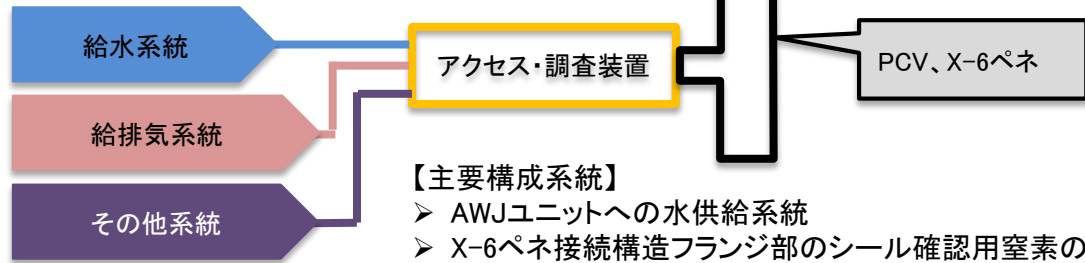 給水系統
アクセス・調査装置
PCV、X-6ペネ
給排気系統
その他系統
【主要構成系統】
➢ AWJユニットへの水供給系統
➢ X-6ペネ接続構造フランジ部のシール確認用窒素の